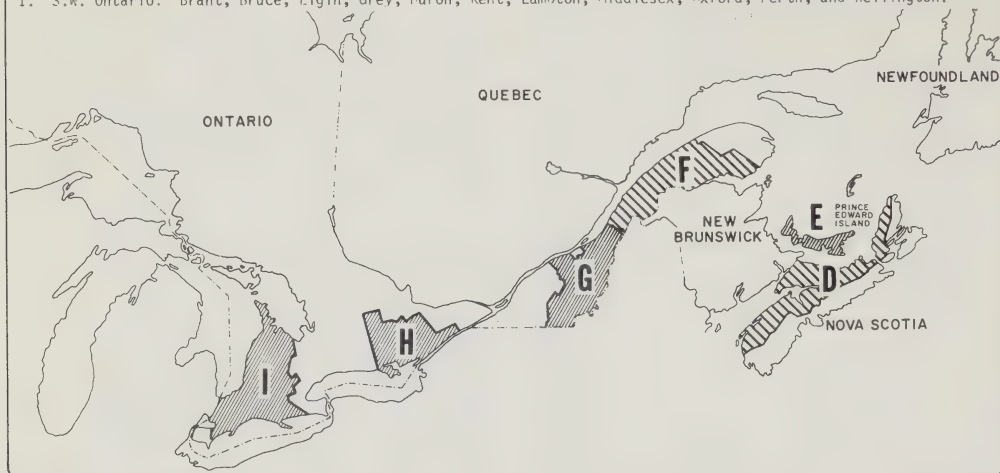 I. S.W. Ontario. Brant, Bruce, Elgin, Grey, Huron, Kent, Lambton, Middlesex, Oxford, Perth, and Wellington.
NEWFOUNDLAND
QUEBEC
ONTARIO
F
E
PRINCE
EDWARD
ISLAND
NEW
BRUNSWICK
G
D
NOVA SCOTIA
H
I